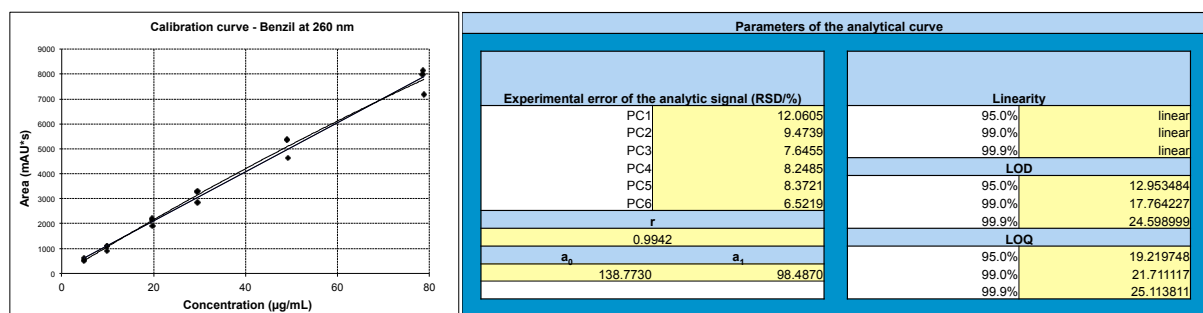 Calibration curve - Benzil at 260 nm
Area (mAU*s)
9000
8000
7000
6000
5000
4000
3000
2000
1000
0
0 20 40 60 80
Concentration (µg/mL)
Parameters of the analytical curve
Experimental error of the analytic signal (RSD/%)
PC1 12.0605
PC2 9.4739
PC3 7.6455
PC4 8.2485
PC5 8.3721
PC6 6.5219
r
0.9942
a0 a1
138.7730 98.4870
Linearity
95.0% linear
99.0% linear
99.9% linear
LOD
95.0% 12.953484
99.0% 17.764227
99.9% 24.598999
LOQ
95.0% 19.219748
99.0% 21.711117
99.9% 25.113811